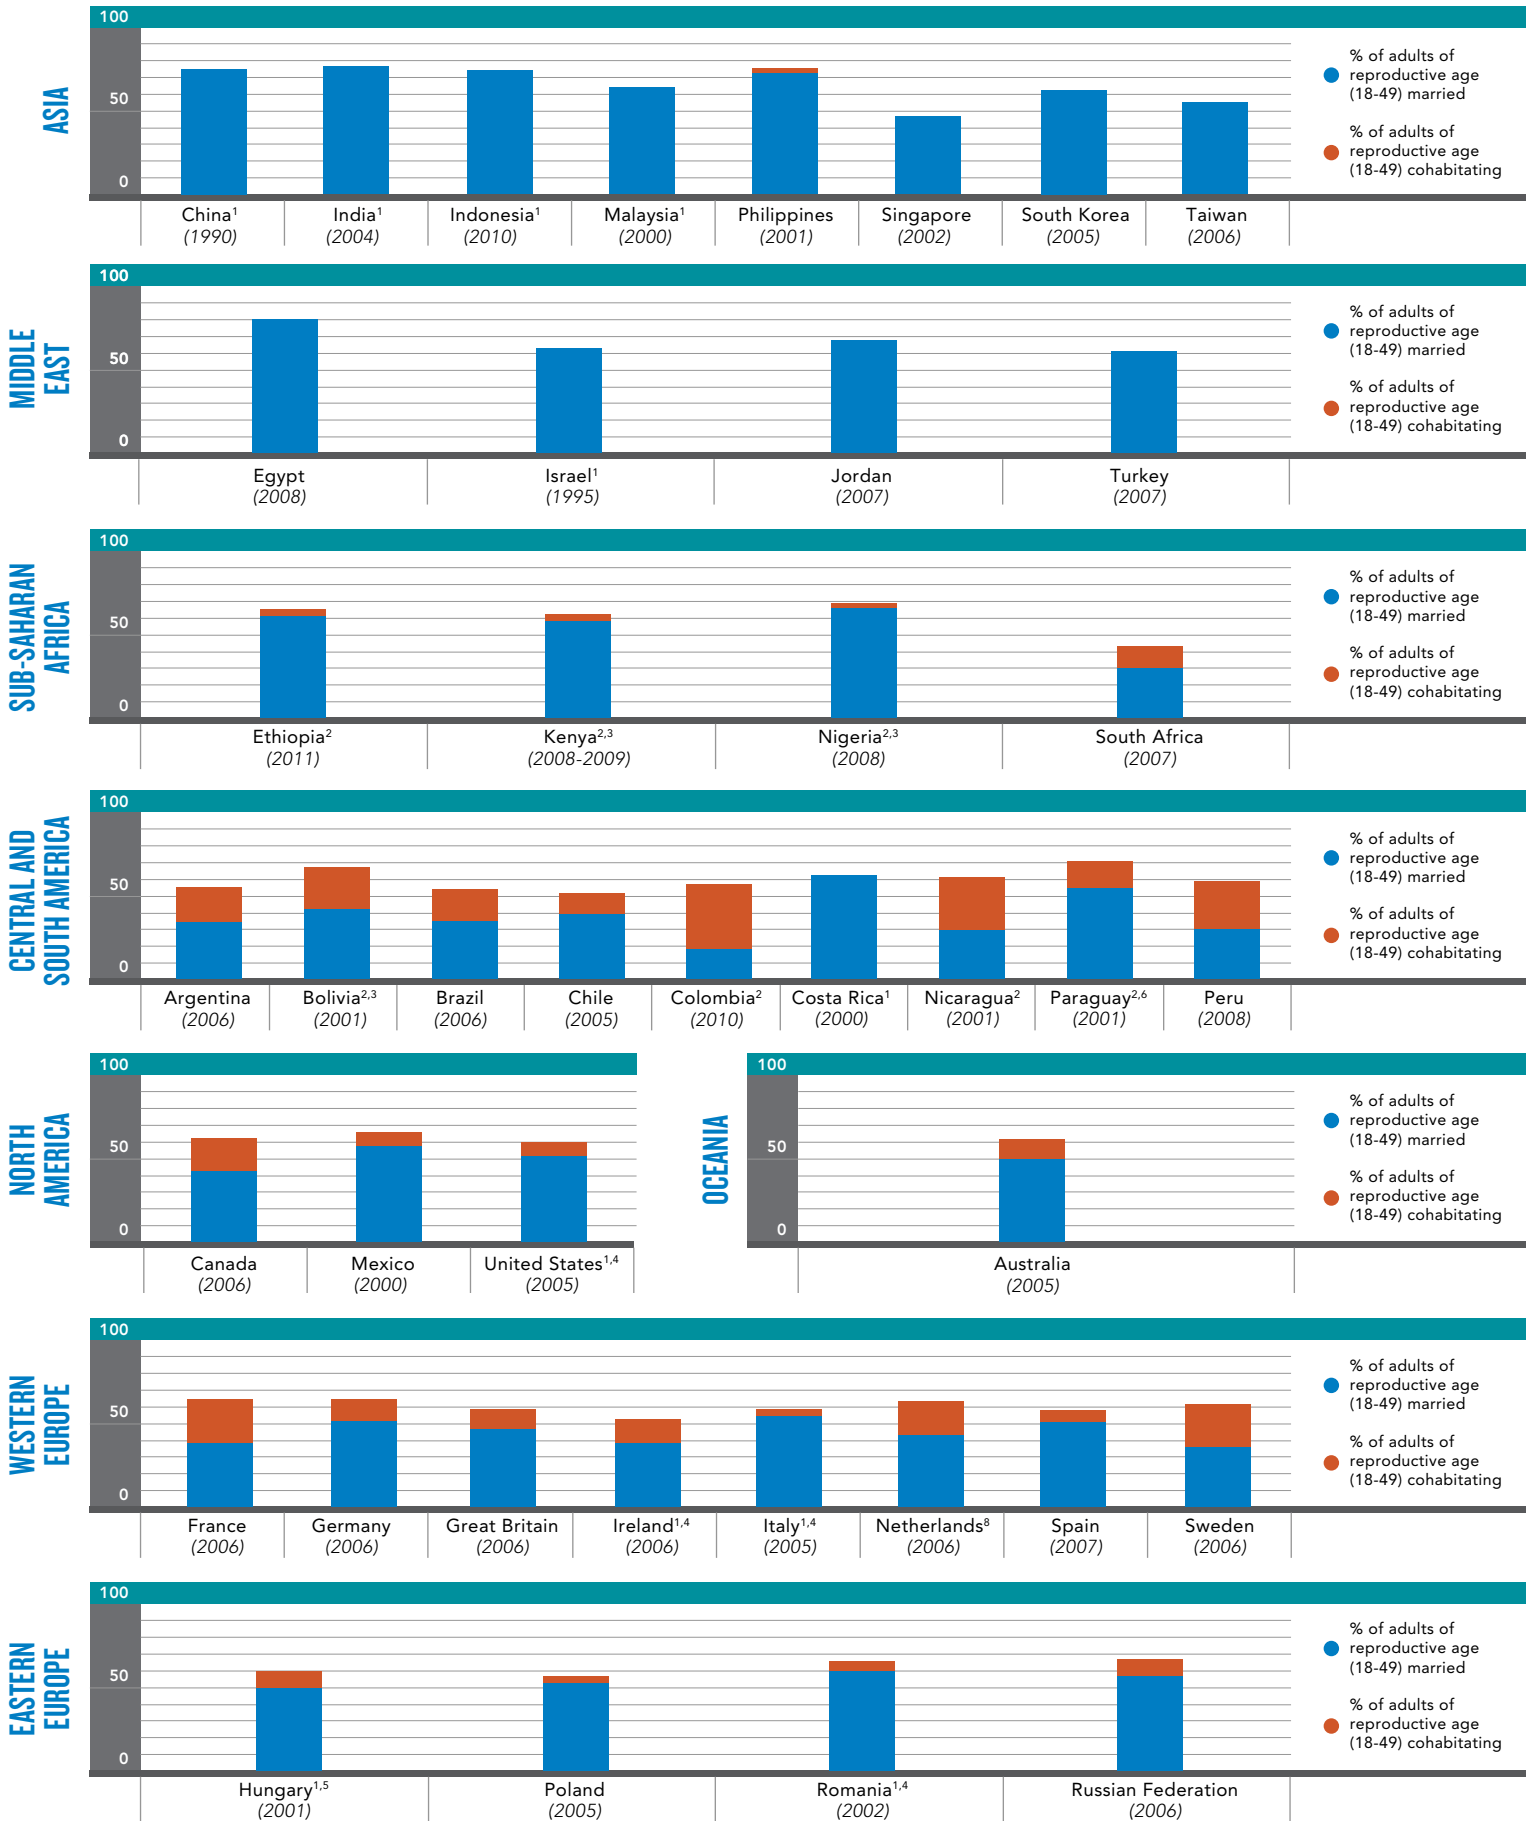 100
ASIA
50
0
% of adults of
reproductive age
(18-49) married
% of adults of
reproductive age
(18-49) cohabitating
China¹ India¹ Indonesia¹ Malaysia¹ Philippines Singapore South Korea Taiwan
(1990) (2004) (2010) (2000) (2001) (2002) (2005) (2006)
100
MIDDLE
EAST
50
0
% of adults of
reproductive age
(18-49) married
% of adults of
reproductive age
(18-49) cohabitating
Egypt Israel¹ Jordan Turkey
(2008) (1995) (2007) (2007)
100
SUB-SAHARAN
AFRICA
50
0
% of adults of
reproductive age
(18-49) married
% of adults of
reproductive age
(18-49) cohabitating
Ethiopia² Kenya²,³ Nigeria²,³ South Africa
(2011) (2008-2009) (2008) (2007)
100
CENTRAL AND
SOUTH AMERICA
50
0
% of adults of
reproductive age
(18-49) married
% of adults of
reproductive age
(18-49) cohabitating
Argentina Bolivia²,³ Brazil Chile Colombia² Costa Rica¹ Nicaragua² Paraguay²,⁶ Peru
(2006) (2001) (2006) (2005) (2010) (2000) (2001) (2001) (2008)
100
NORTH
AMERICA
50
0
Canada Mexico United States¹,⁴
(2006) (2000) (2005)
100
OCEANIA
50
0
% of adults of
reproductive age
(18-49) married
% of adults of
reproductive age
(18-49) cohabitating
Australia
(2005)
100
WESTERN
EUROPE
50
0
% of adults of
reproductive age
(18-49) married
% of adults of
reproductive age
(18-49) cohabitating
France Germany Great Britain Ireland¹,⁴ Italy¹,⁴ Netherlands⁸ Spain Sweden
(2006) (2006) (2006) (2006) (2005) (2006) (2007) (2006)
100
EASTERN
EUROPE
50
0
% of adults of
reproductive age
(18-49) married
% of adults of
reproductive age
(18-49) cohabitating
Hungary¹,⁵ Poland Romania¹,⁴ Russian Federation
(2001) (2005) (2002) (2006)